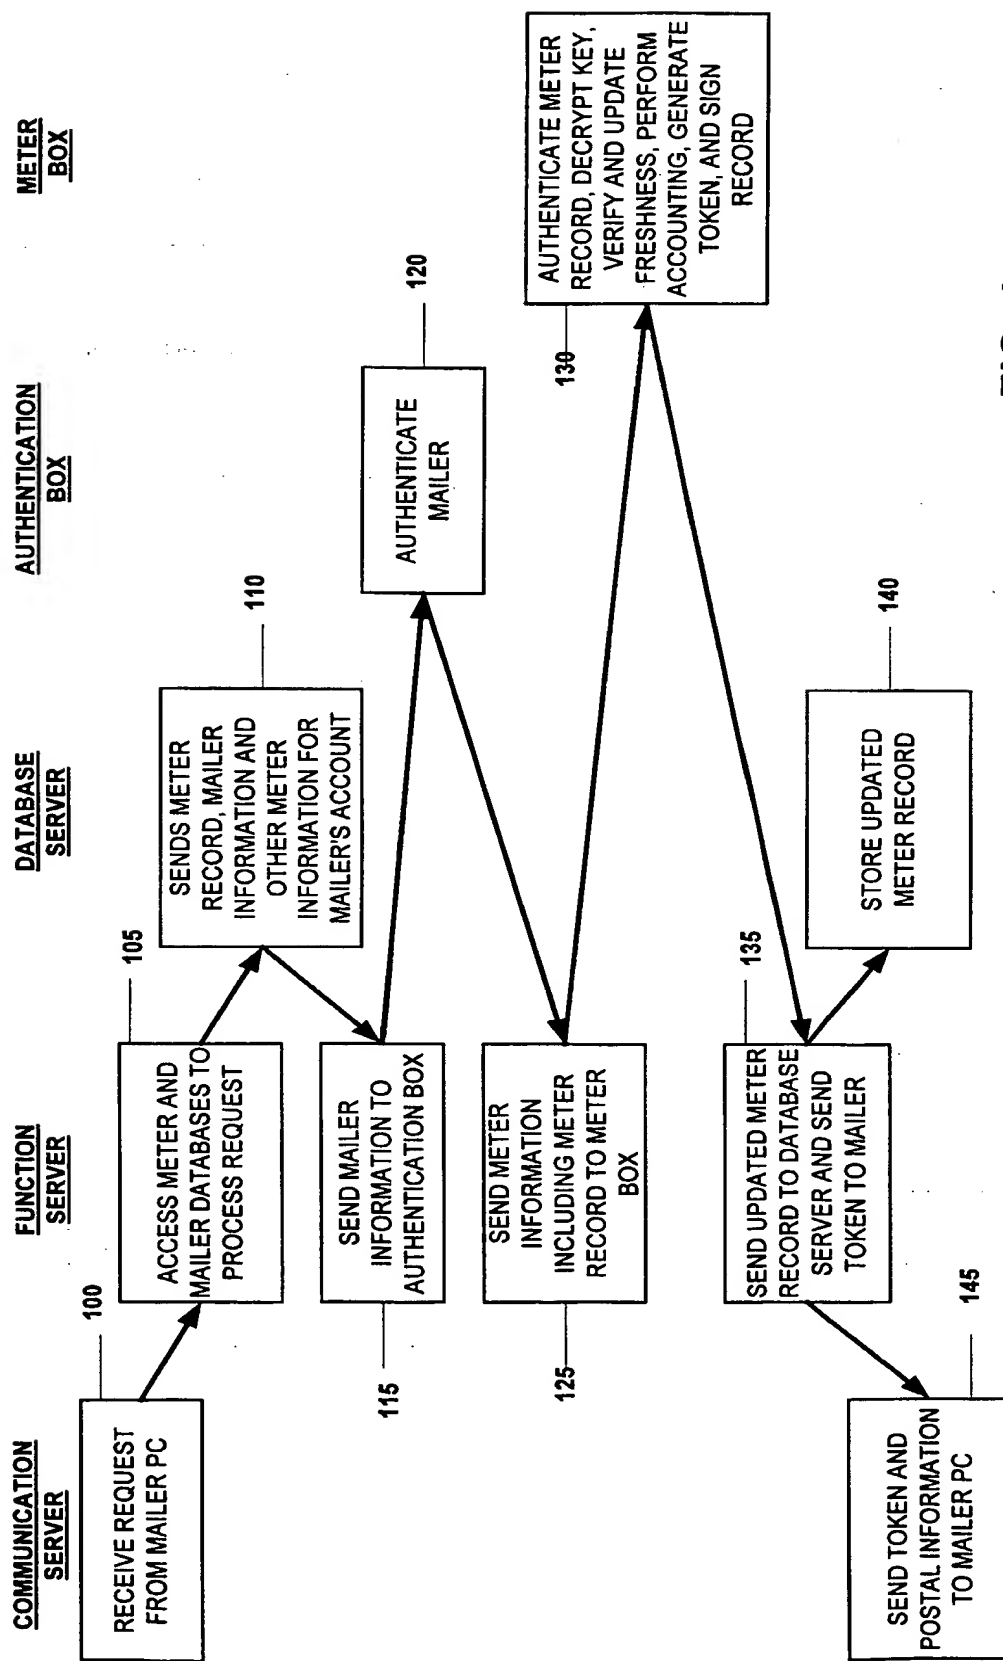 COMMUNICATION
SERVER
FUNCTION
SERVER
DATABASE
SERVER
AUTHENTICATION
BOX
METER
BOX
100
RECEIVE REQUEST
FROM MAILER PC
105
ACCESS METER AND
MAILER DATABASES TO
PROCESS REQUEST
110
SENDS METER
RECORD, MAILER
INFORMATION AND
OTHER METER
INFORMATION FOR
MAILER'S ACCOUNT
115
SEND MAILER
INFORMATION TO
AUTHENTICATION BOX
120
AUTHENTICATE
MAILER
125
SEND METER
INFORMATION
INCLUDING METER
RECORD TO METER
BOX
130
AUTHENTICATE METER
RECORD, DECRYPT KEY,
VERIFY AND UPDATE
FRESHNESS, PERFORM
ACCOUNTING, GENERATE
TOKEN, AND SIGN
RECORD
135
SEND UPDATED METER
RECORD TO DATABASE
SERVER AND SEND
TOKEN TO MAILER
140
STORE UPDATED
METER RECORD
145
SEND TOKEN AND
POSTAL INFORMATION
TO MAILER PC